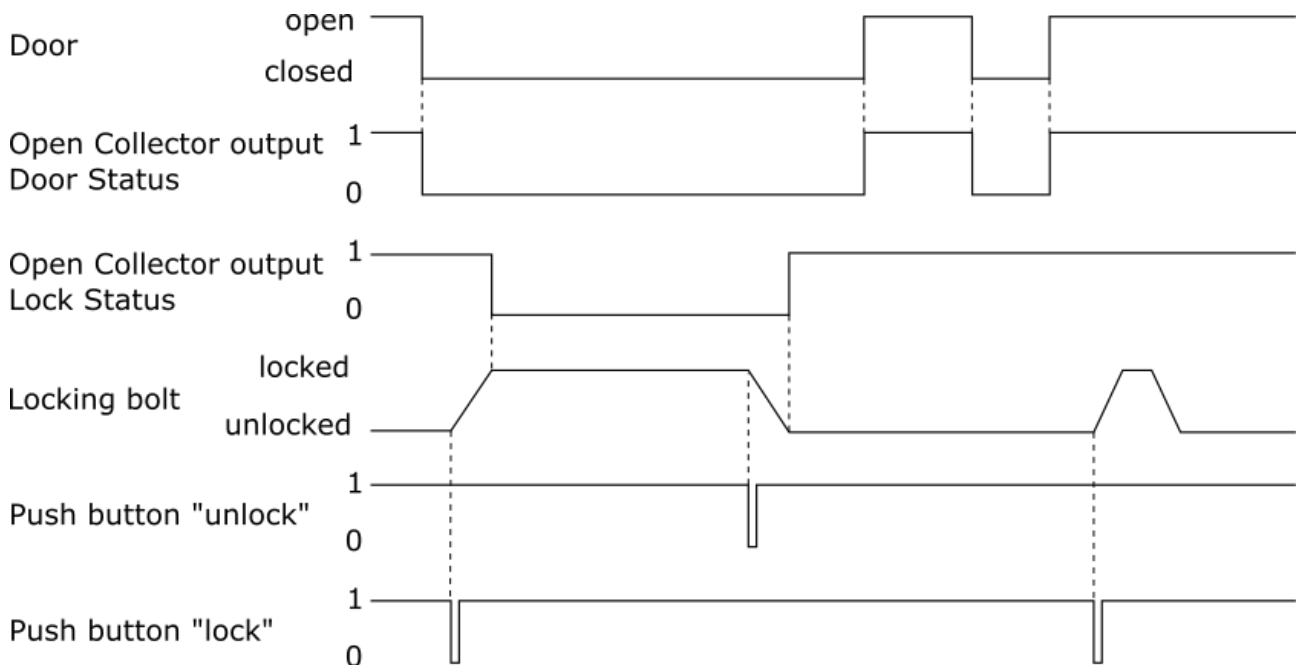 open
Door
closed
Open Collector output 1
Door Status
0
Open Collector output 1
Lock Status 0
locked
Locking bolt
unlocked
1
Push button "unlock"
0
1
Push button "lock"
0